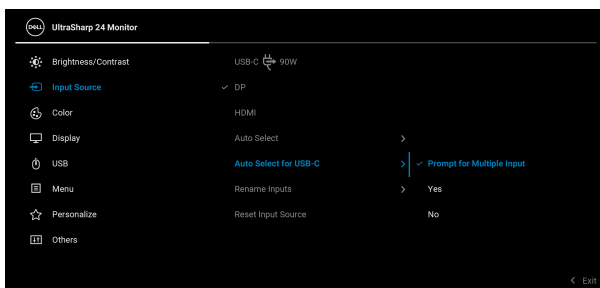 DELL UltraSharp 24 Monitor
Brightness/Contrast USB-C 90W
Input Source DP
Color HDMI
Display Auto Select
USB Auto Select for USB-C Prompt for Multiple Input
Menu Rename Inputs Yes
Personalize Reset Input Source No
Others
Exit